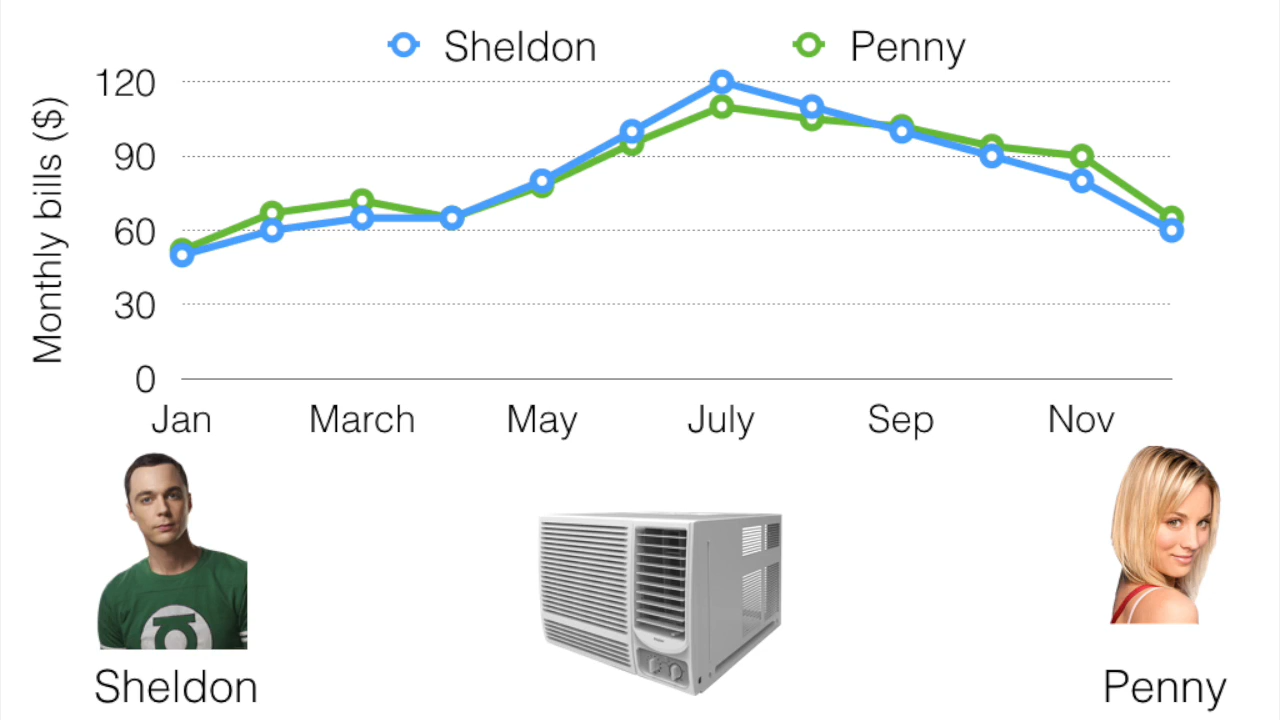 Sheldon
Penny
Monthly bills ($)
120
90
60
30
0
Jan
March
May
July
Sep
Nov
Sheldon
Penny